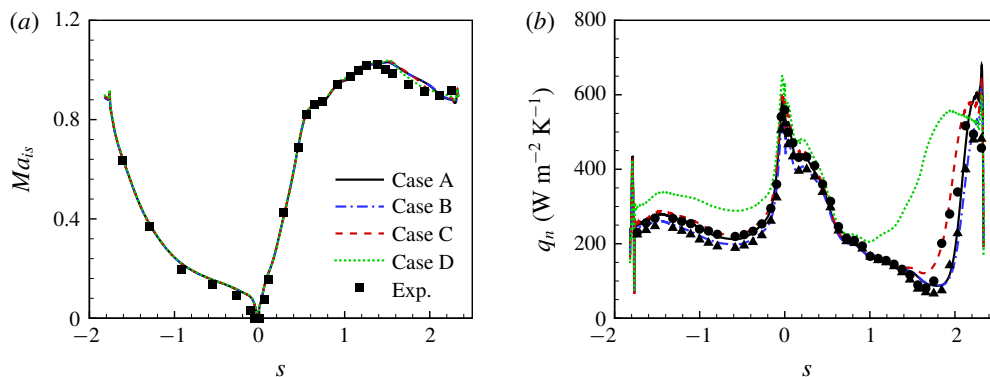 (a)
1.2
0.8
0.4
0
Ma_is
−2
−1
0
1
2
s
Case A
Case B
Case C
Case D
Exp.
(b)
800
600
400
200
0
q_n (W m⁻² K⁻¹)
−2
−1
0
1
2
s